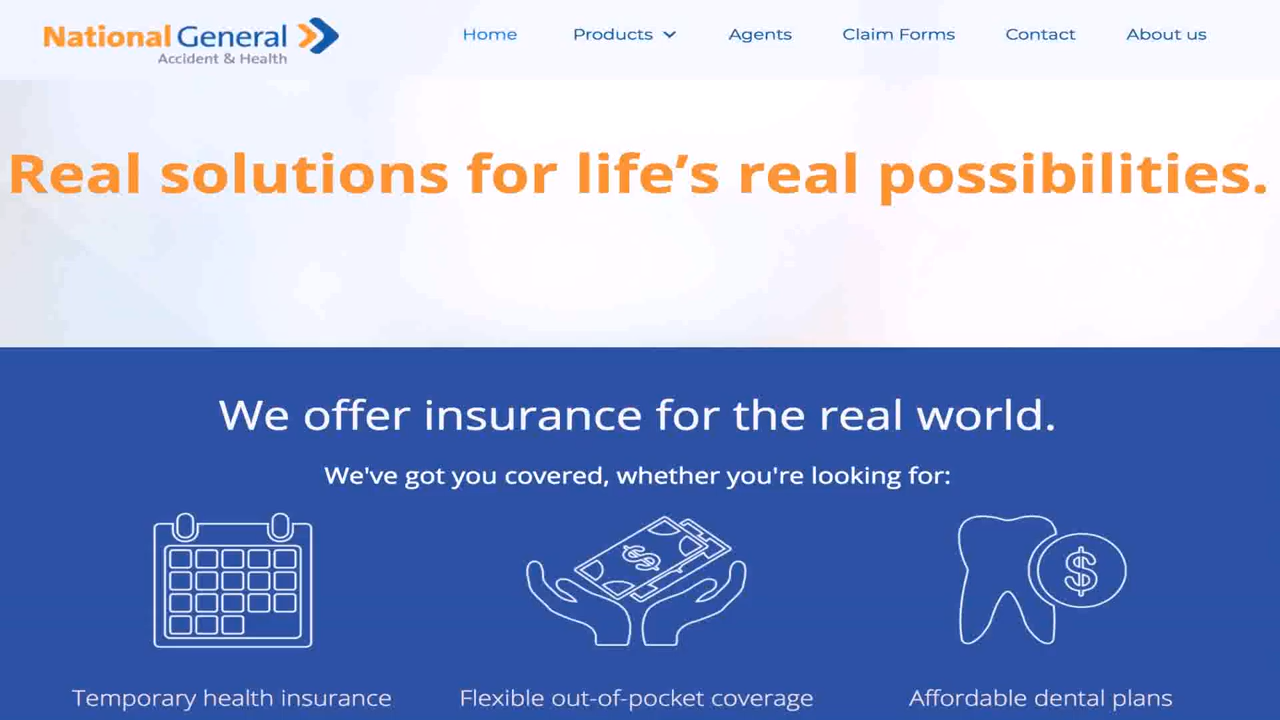 National General
Accident & Health
Home Products Agents Claim Forms Contact About us
Real solutions for life’s real possibilities.
We offer insurance for the real world.
We've got you covered, whether you're looking for:
$ $
Temporary health insurance Flexible out-of-pocket coverage Affordable dental plans